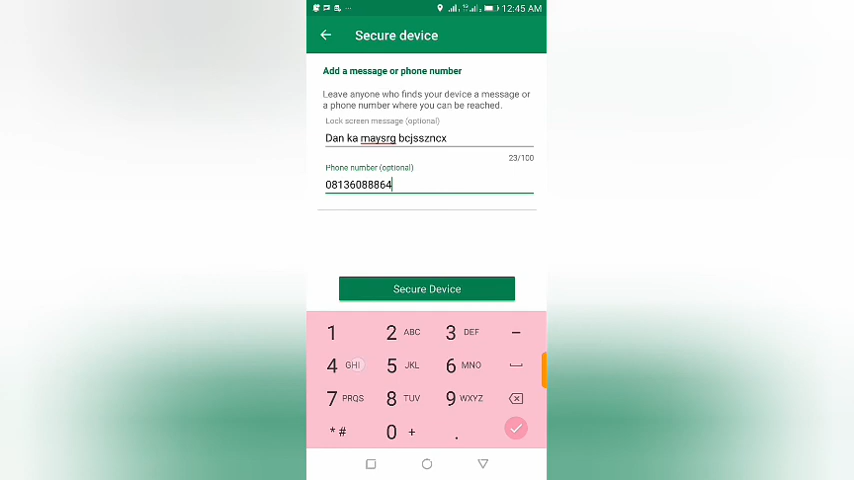 12:45 AM
Secure device
Add a message or phone number
Leave anyone who finds your device a message or
a phone number where you can be reached.
Lock screen message (optional)
Dan ka maysrg bcjsszncx
23/100
Phone number (optional)
08136088864
Secure Device
1 2 ABC 3 DEF –
4 GHI 5 JKL 6 MNO
7 PRQS 8 TUV 9 WXYZ
* # 0 + .